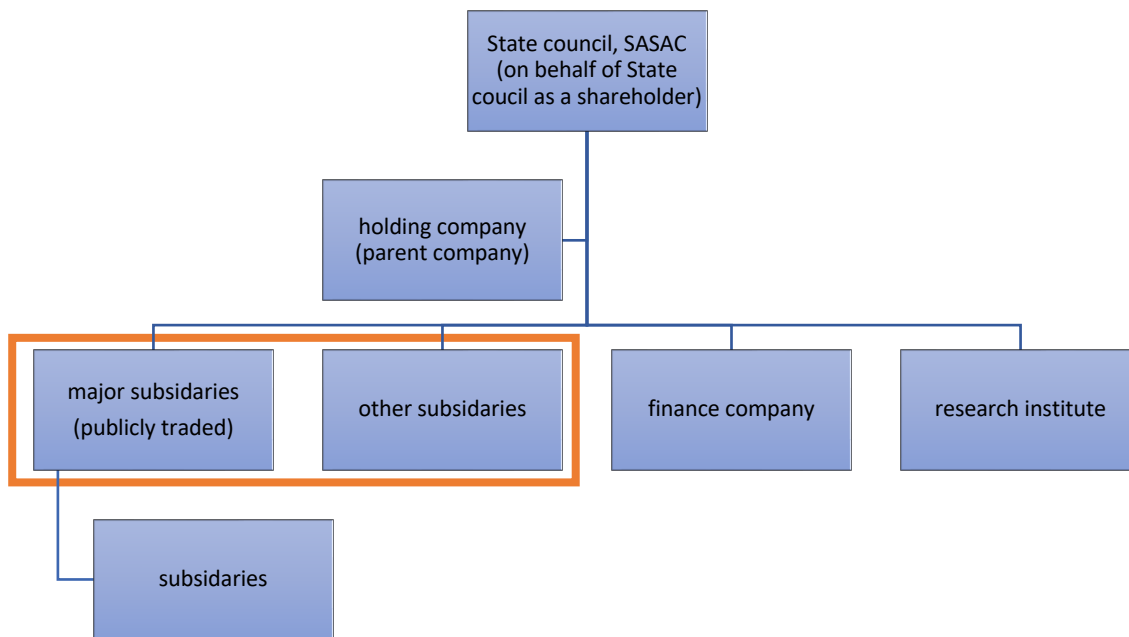 State council, SASAC
(on behalf of State
coucil as a shareholder)
holding company
(parent company)
major subsidaries
(publicly traded)
other subsidaries
finance company
research institute
subsidaries